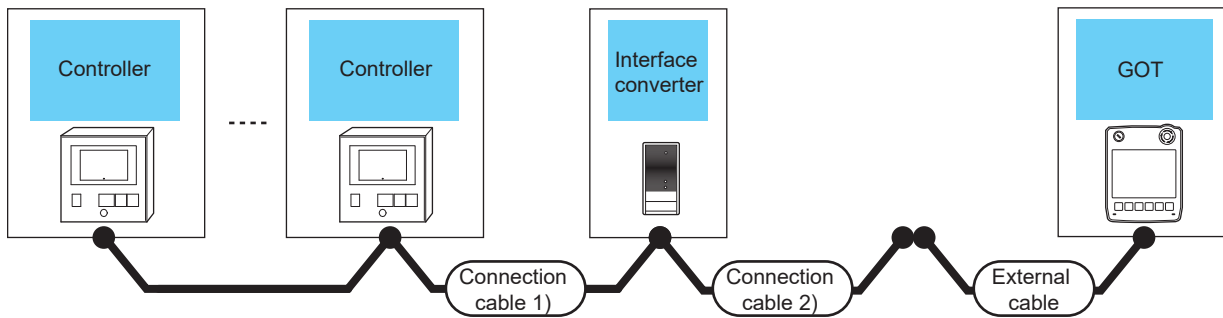 Controller
Controller
Interface
converter
GOT
Connection
cable 1)
Connection
cable 2)
External
cable